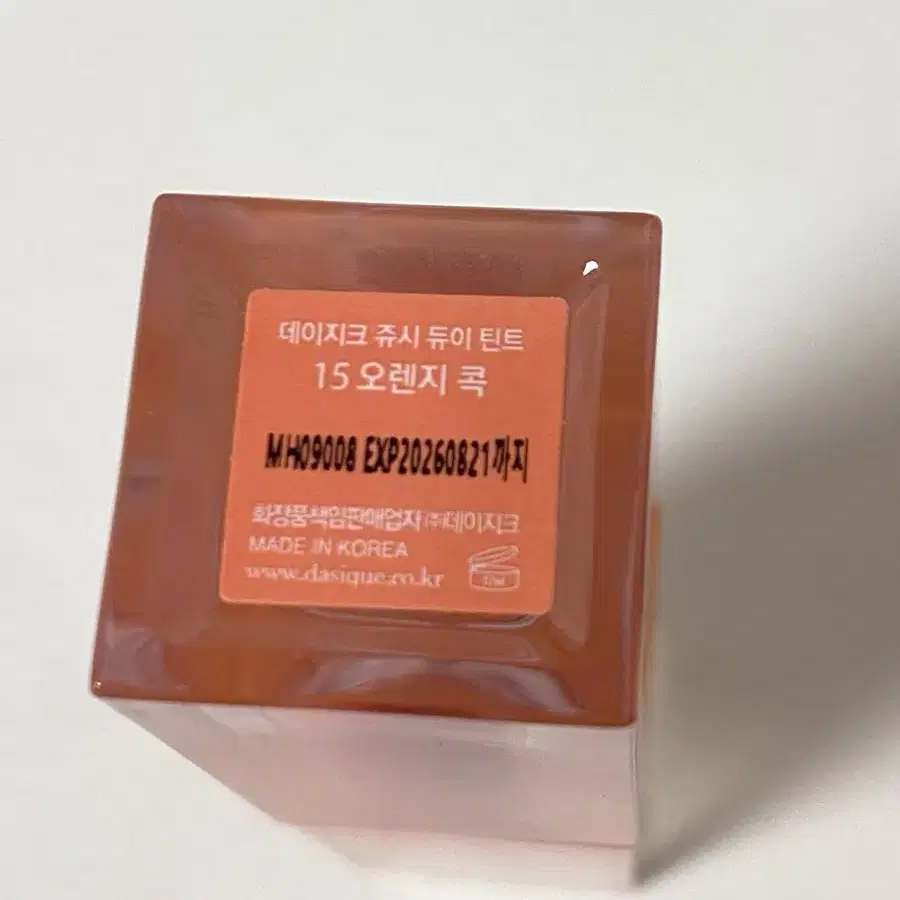 데이지크 쥬시 듀이 틴트
15 오렌지 콕
MH09008 EXP20260821까지
화장품책임판매업자 ㈜데이지크
MADE IN KOREA
www.dasique.co.kr
12M